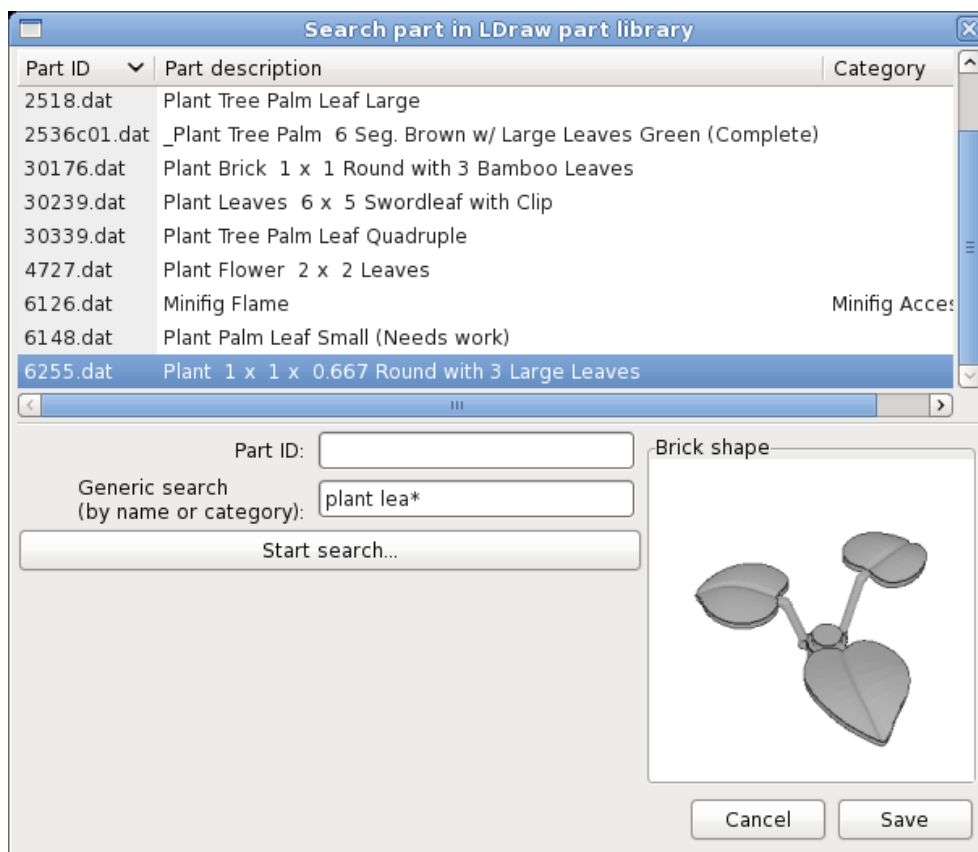 Search part in LDraw part library
Part ID Part description Category
2518.dat Plant Tree Palm Leaf Large
2536c01.dat _Plant Tree Palm  6 Seg. Brown w/ Large Leaves Green (Complete)
30176.dat Plant Brick  1 x  1 Round with 3 Bamboo Leaves
30239.dat Plant Leaves  6 x  5 Swordleaf with Clip
30339.dat Plant Tree Palm Leaf Quadruple
4727.dat Plant Flower  2 x  2 Leaves
6126.dat Minifig Flame Minifig Acces
6148.dat Plant Palm Leaf Small (Needs work)
6255.dat Plant  1 x  1 x  0.667 Round with 3 Large Leaves
Part ID:
Generic search
(by name or category): plant lea*
Start search...
Brick shape
Cancel Save